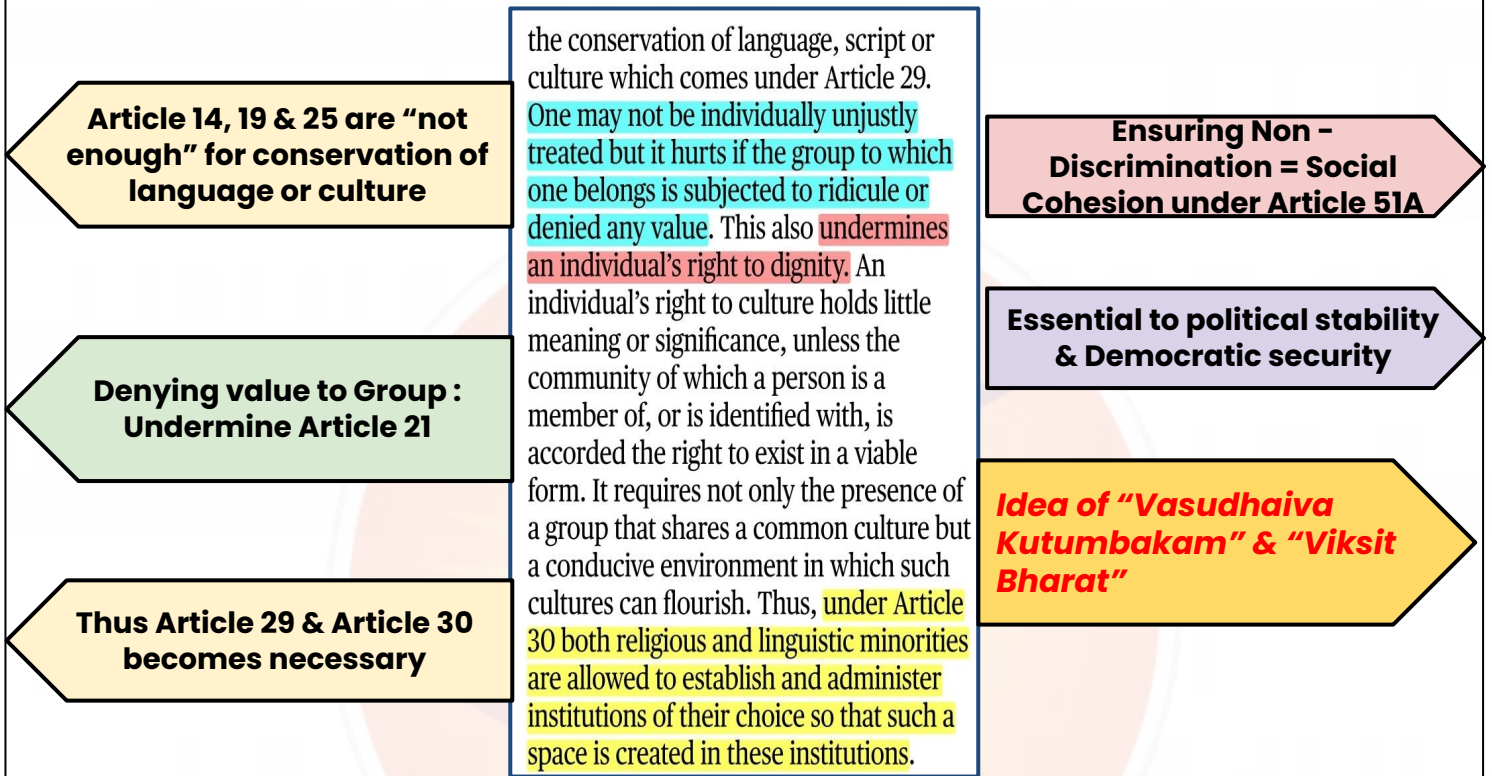 Article 14, 19 & 25 are “not
enough” for conservation of
language or culture
Denying value to Group :
Undermine Article 21
Thus Article 29 & Article 30
becomes necessary
the conservation of language, script or
culture which comes under Article 29.
One may not be individually unjustly
treated but it hurts if the group to which
one belongs is subjected to ridicule or
denied any value. This also undermines
an individual’s right to dignity. An
individual’s right to culture holds little
meaning or significance, unless the
community of which a person is a
member of, or is identified with, is
accorded the right to exist in a viable
form. It requires not only the presence of
a group that shares a common culture but
a conducive environment in which such
cultures can flourish. Thus, under Article
30 both religious and linguistic minorities
are allowed to establish and administer
institutions of their choice so that such a
space is created in these institutions.
Ensuring Non -
Discrimination = Social
Cohesion under Article 51A
Essential to political stability
& Democratic security
Idea of “Vasudhaiva
Kutumbakam” & “Viksit
Bharat”